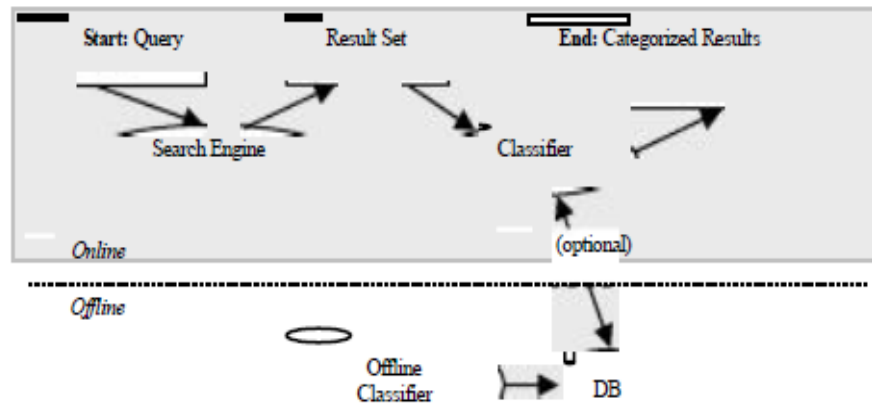 Start: Query
Result Set
End: Categorized Results
Search Engine
Classifier
(optional)
Online
Offline
Offline
Classifier
DB